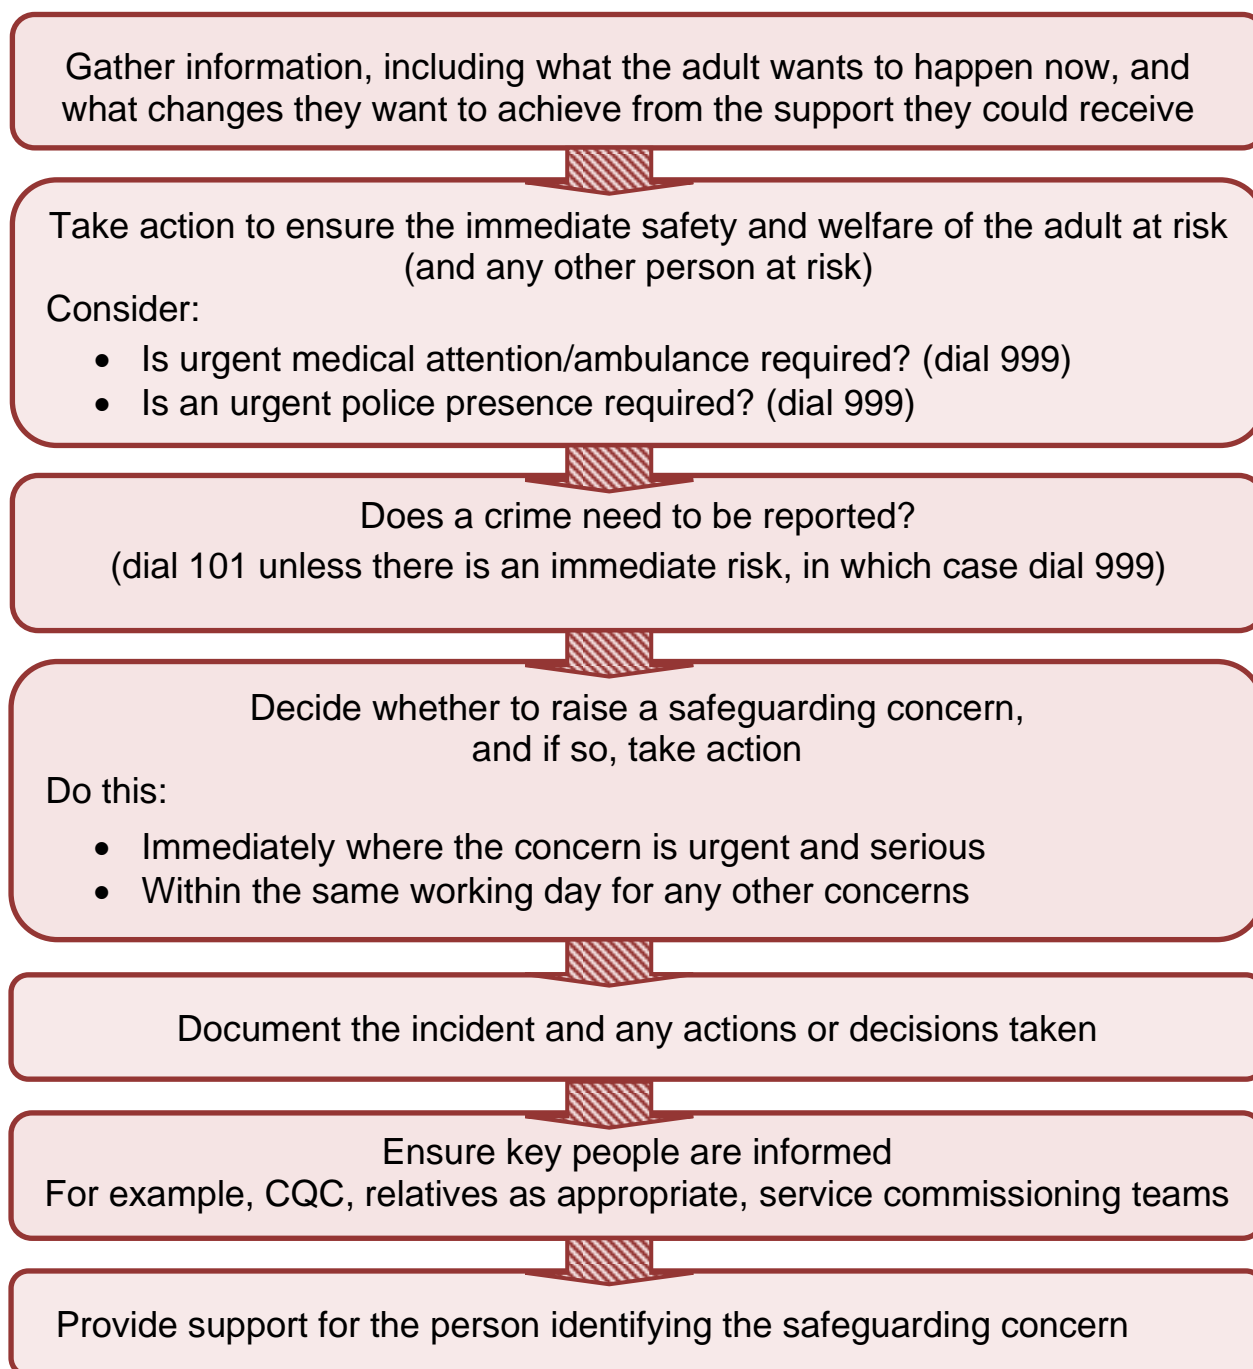 Gather information, including what the adult wants to happen now, and
what changes they want to achieve from the support they could receive
Take action to ensure the immediate safety and welfare of the adult at risk
(and any other person at risk)
Consider:
• Is urgent medical attention/ambulance required? (dial 999)
• Is an urgent police presence required? (dial 999)
Does a crime need to be reported?
(dial 101 unless there is an immediate risk, in which case dial 999)
Decide whether to raise a safeguarding concern,
and if so, take action
Do this:
• Immediately where the concern is urgent and serious
• Within the same working day for any other concerns
Document the incident and any actions or decisions taken
Ensure key people are informed
For example, CQC, relatives as appropriate, service commissioning teams
Provide support for the person identifying the safeguarding concern